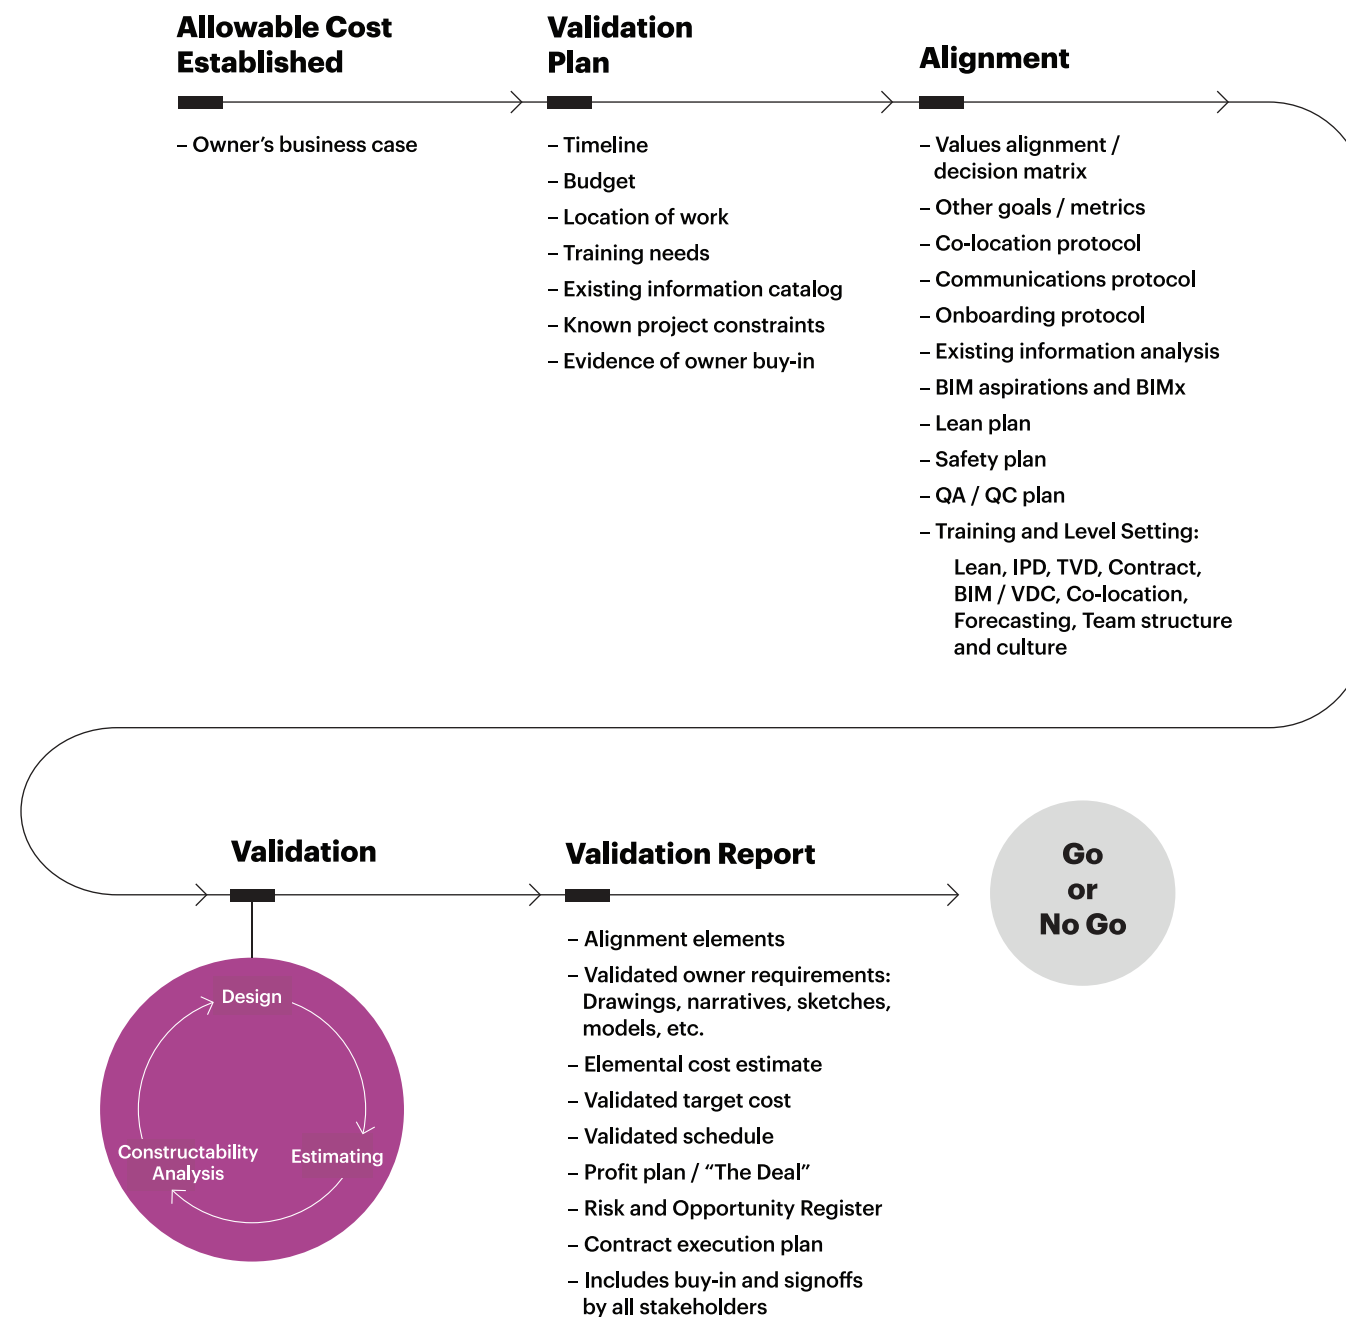 Allowable Cost
Established
– Owner's business case
Validation
Plan
– Timeline
– Budget
– Location of work
– Training needs
– Existing information catalog
– Known project constraints
– Evidence of owner buy-in
Alignment
– Values alignment /
decision matrix
– Other goals / metrics
– Co-location protocol
– Communications protocol
– Onboarding protocol
– Existing information analysis
– BIM aspirations and BIMx
– Lean plan
– Safety plan
– QA / QC plan
– Training and Level Setting:
Lean, IPD, TVD, Contract,
BIM / VDC, Co-location,
Forecasting, Team structure
and culture
Validation
Design
Estimating
Constructability
Analysis
Validation Report
– Alignment elements
– Validated owner requirements:
Drawings, narratives, sketches,
models, etc.
– Elemental cost estimate
– Validated target cost
– Validated schedule
– Profit plan / “The Deal”
– Risk and Opportunity Register
– Contract execution plan
– Includes buy-in and signoffs
by all stakeholders
Go
or
No Go